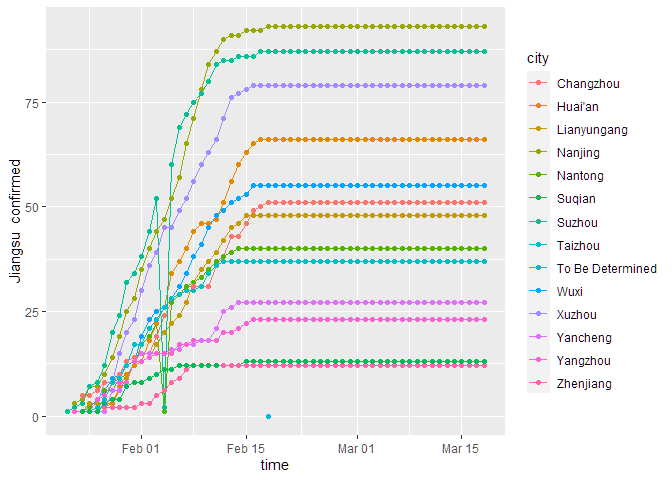 city
Changzhou
Huai'an
Lianyungang
Nanjing
Nantong
Suqian
Suzhou
Taizhou
To Be Determined
Wuxi
Xuzhou
Yancheng
Yangzhou
Zhenjiang
Jiangsu confirmed
75
50
25
0
Feb 01 Feb 15 Mar 01 Mar 15
time